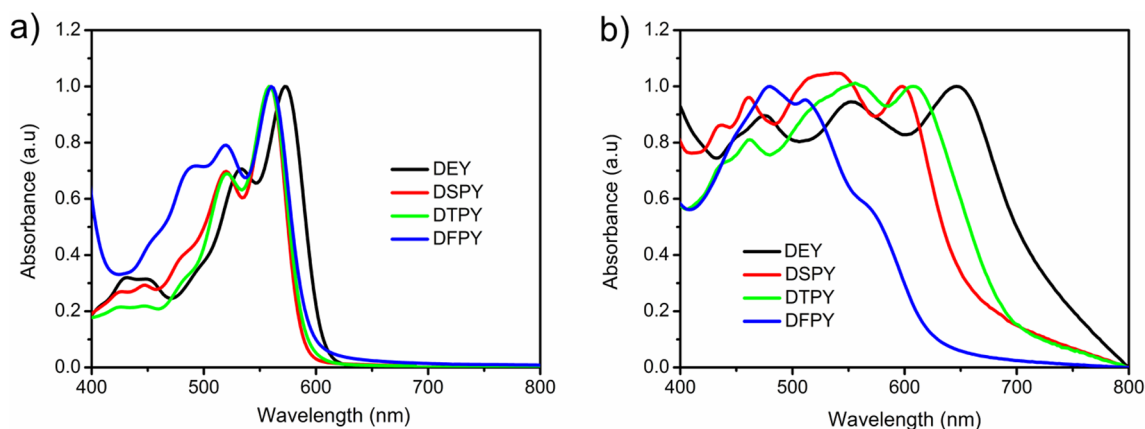 a)
1.2
1.0
0.8
0.6
0.4
0.2
0.0
Absorbance (a.u)
400 500 600 700 800
Wavelength (nm)
DEY
DSPY
DTPY
DFPY
b)
1.2
1.0
0.8
0.6
0.4
0.2
0.0
Absorbance (a.u)
400 500 600 700 800
Wavelength (nm)
DEY
DSPY
DTPY
DFPY